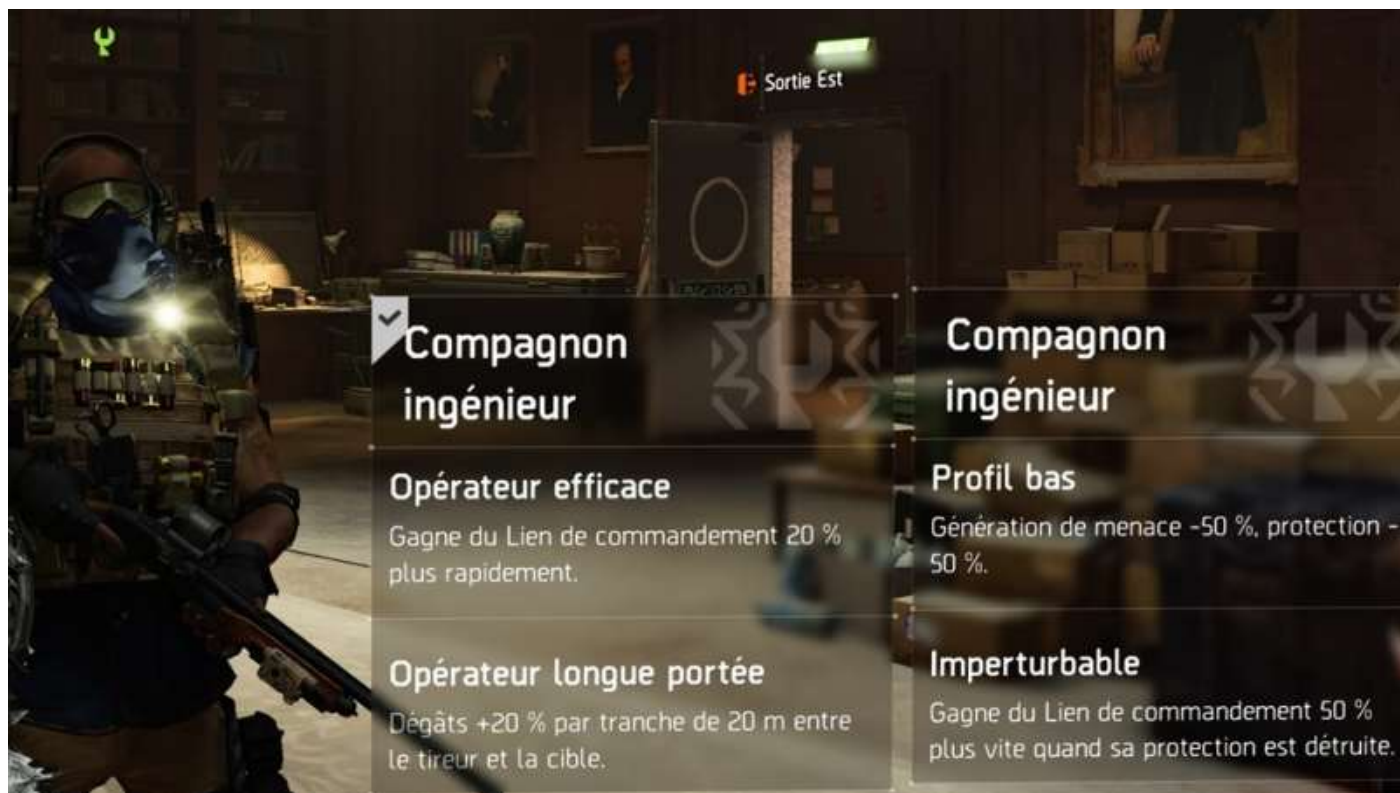 Sortie Est
Compagnon
ingénieur
Opérateur efficace
Gagne du Lien de commandement 20 %
plus rapidement.
Opérateur longue portée
Dégâts +20 % par tranche de 20 m entre
le tireur et la cible.
Compagnon
ingénieur
Profil bas
Génération de menace -50 %, protection -
50 %.
Imperturbable
Gagne du Lien de commandement 50 %
plus vite quand sa protection est détruite.